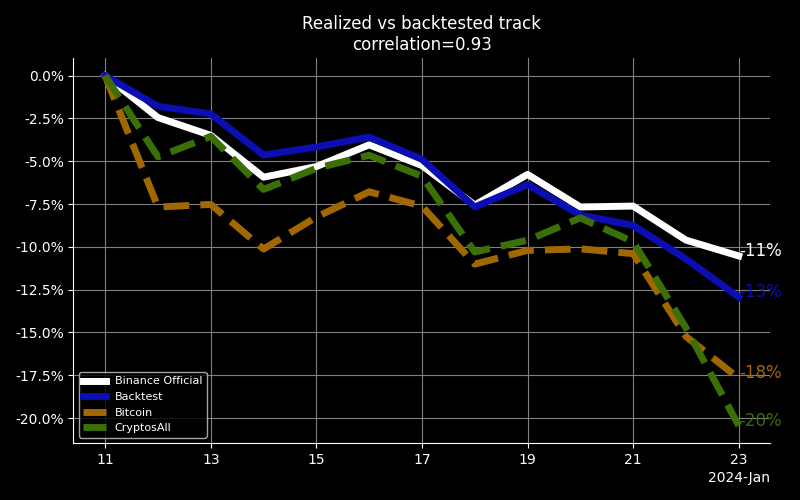 Realized vs backtested track
correlation=0.93
0.0%
-2.5%
-5.0%
-7.5%
-10.0%
-12.5%
-15.0%
-17.5%
-20.0%
-11%
-13%
-18%
-20%
Binance Official
Backtest
Bitcoin
CryptosAll
11 13 15 17 19 21 23
2024-Jan